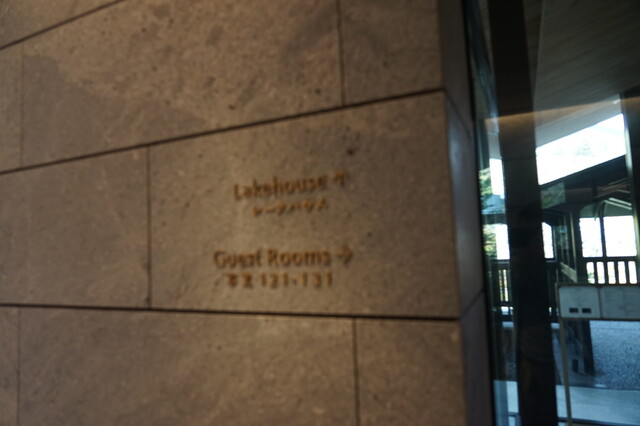 Lakehouse ↑
レークハウス
Guest Rooms →
客室 121-131